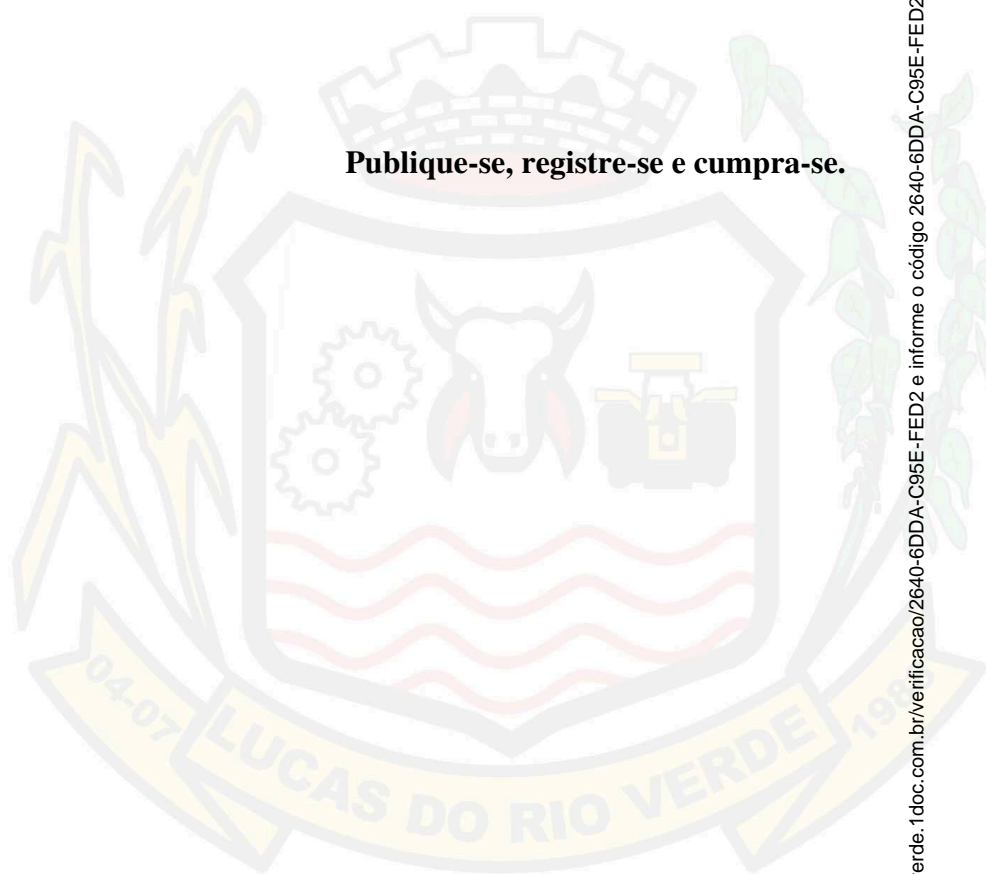 Publique-se, registre-se e cumpra-se.
04-07
LUCAS DO RIO VERDE
erde.1doc.com.br/verificacao/2640-6DDA-C95E-FED2 e informe o código 2640-6DDA-C95E-FED2